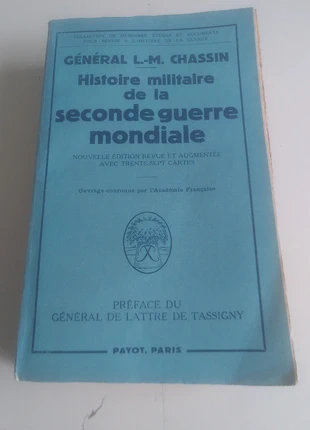 COLLECTION DE MÉMOIRES, ÉTUDES ET DOCUMENTS
POUR SERVIR A L'HISTOIRE DE LA GUERRE
GÉNÉRAL L.-M. CHASSIN
Histoire militaire
de la
seconde guerre
mondiale
NOUVELLE ÉDITION REVUE ET AUGMENTÉE
AVEC TRENTE-SEPT CARTES
Ouvrage couronné par l'Académie Française
PRÉFACE DU
GÉNÉRAL DE LATTRE DE TASSIGNY
PAYOT, PARIS